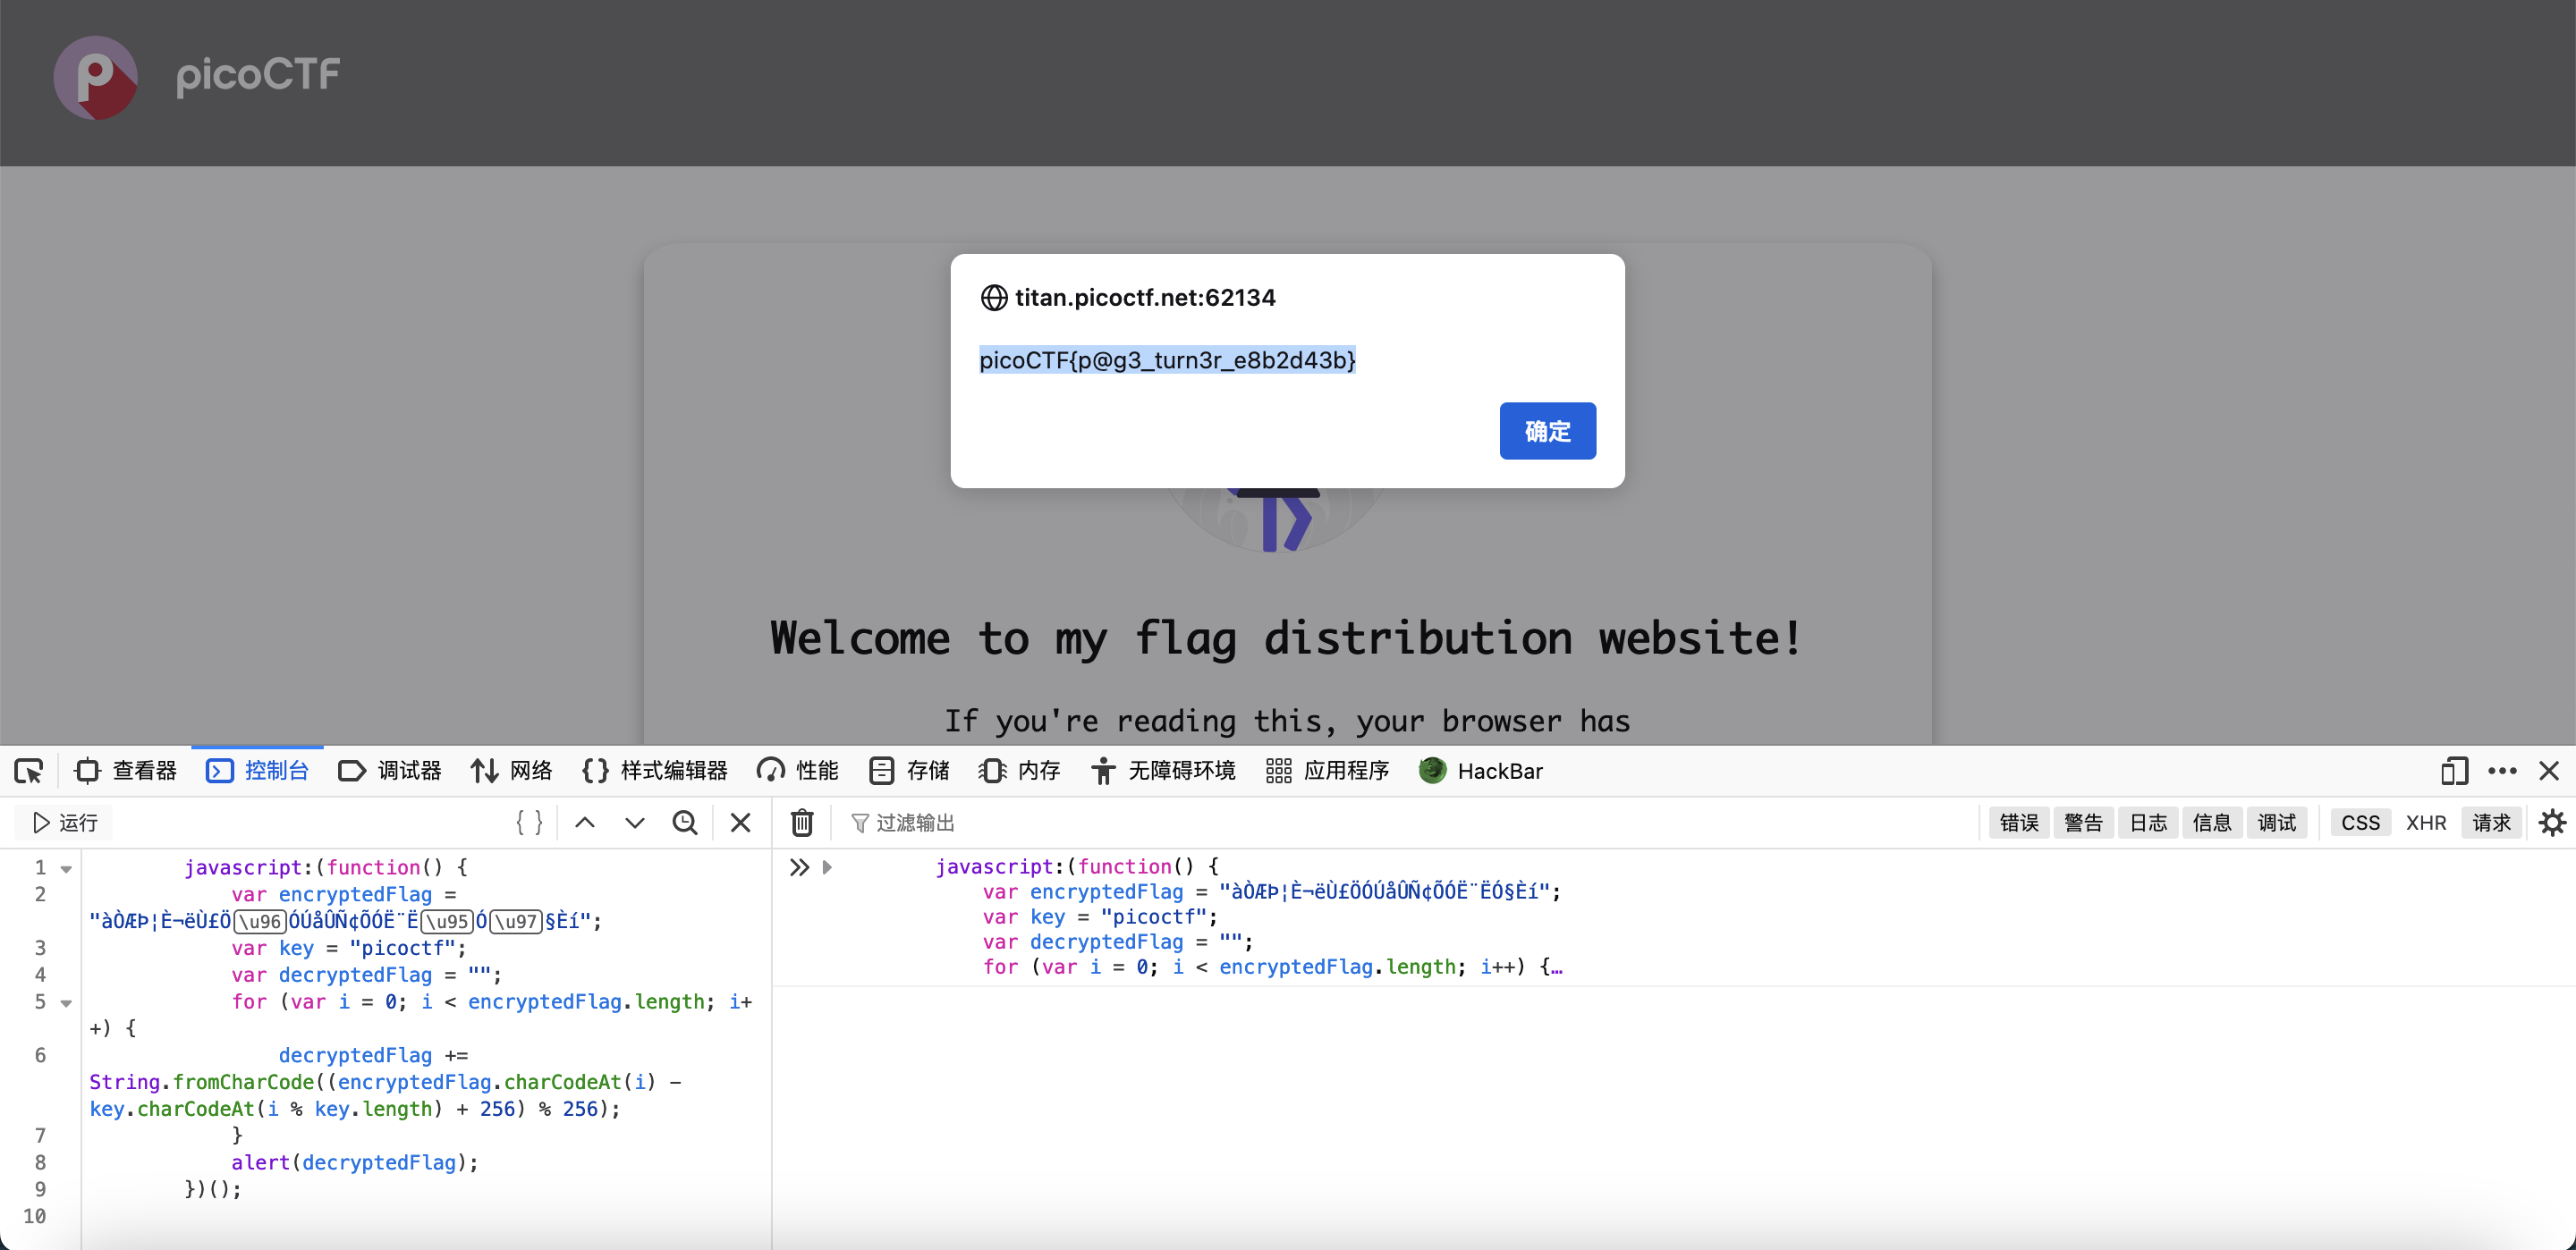 picoCTF
titan.picoctf.net:62134
picoCTF{p@g3_turn3r_e8b2d43b}
确定
Welcome to my flag distribution website!
If you're reading this, your browser has
查看器 控制台 调试器 网络 {} 样式编辑器 性能 存储 内存 无障碍环境 应用程序 HackBar
运行 { } 过滤输出 错误 警告 日志 信息 调试 CSS XHR 请求
1 javascript:(function() {
2 var encryptedFlag =
"àÒÆÞ¦È¬ëÙ£Ö\u96ÓÚåÛÑ¢ÕÓË¨Ë\u95Ó\u97§Èí";
3 var key = "picoctf";
4 var decryptedFlag = "";
5 for (var i = 0; i < encryptedFlag.length; i+
+) {
6 decryptedFlag +=
String.fromCharCode((encryptedFlag.charCodeAt(i) -
key.charCodeAt(i % key.length) + 256) % 256);
7 }
8 alert(decryptedFlag);
9 })();
10
javascript:(function() {
var encryptedFlag = "àÒÆÞ¦È¬ëÙ£ÖÓÚåÛÑ¢ÕÓË¨ËÓ§Èí";
var key = "picoctf";
var decryptedFlag = "";
for (var i = 0; i < encryptedFlag.length; i++) {…